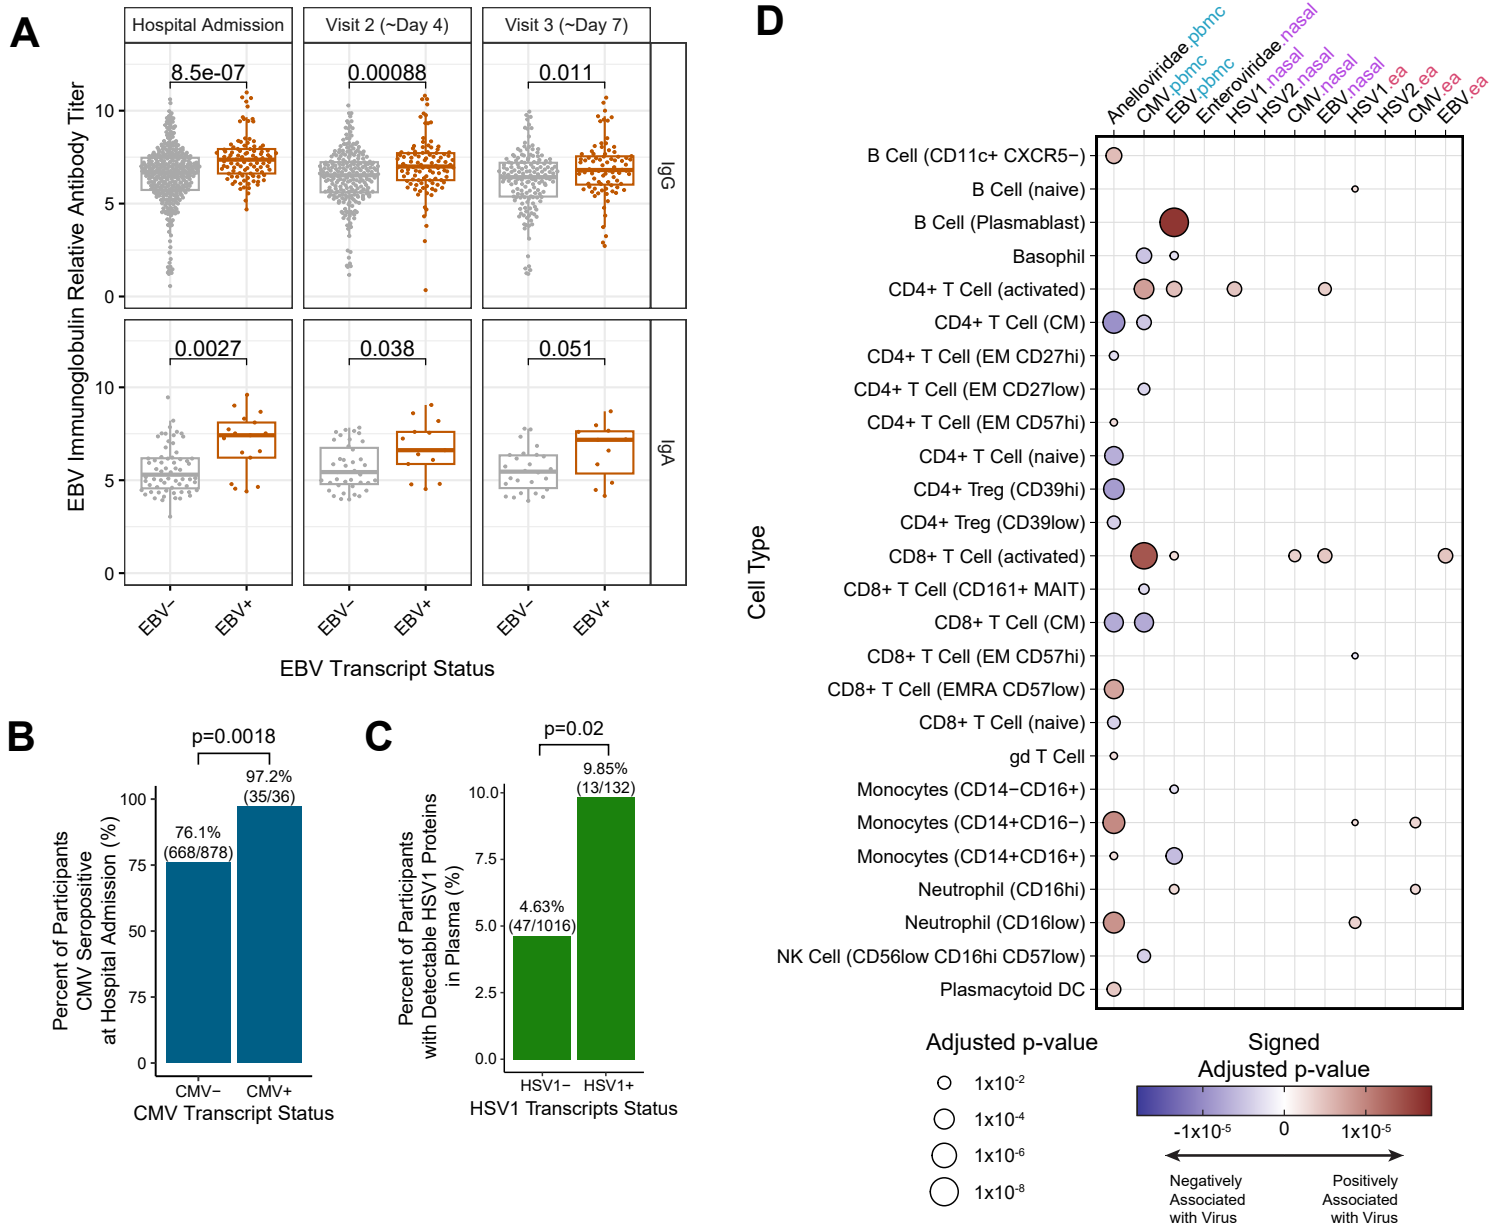 A
Hospital Admission
Visit 2 (~Day 4)
Visit 3 (~Day 7)
EBV Immunoglobulin Relative Antibody Titer
8.5e-07
0.00088
0.011
10
5
0
IgG
0.0027
0.038
0.051
10
5
0
IgA
EBV−
EBV+
EBV−
EBV+
EBV−
EBV+
EBV Transcript Status
B
Percent of Participants
CMV Seropositive
at Hospital Admission (%)
p=0.0018
97.2%
(35/36)
76.1%
(668/878)
100
75
50
75
0
CMV−
CMV+
CMV Transcript Status
C
Percent of Participants
with Detectable HSV1 Proteins
in Plasma (%)
p=0.02
9.85%
(13/132)
4.63%
(47/1016)
10.0
7.5
5.0
2.5
0.0
HSV1−
HSV1+
HSV1 Transcripts Status
D
Anelloviridae.pbmc
CMV.pbmc
EBV.pbmc
Enteroviridae.nasal
HSV1.nasal
HSV2.nasal
CMV.nasal
EBV.nasal
HSV1.ea
HSV2.ea
CMV.ea
EBV.ea
Cell Type
B Cell (CD11c+ CXCR5−)
B Cell (naive)
B Cell (Plasmablast)
Basophil
CD4+ T Cell (activated)
CD4+ T Cell (CM)
CD4+ T Cell (EM CD27hi)
CD4+ T Cell (EM CD27low)
CD4+ T Cell (EM CD57hi)
CD4+ T Cell (naive)
CD4+ Treg (CD39hi)
CD4+ Treg (CD39low)
CD8+ T Cell (activated)
CD8+ T Cell (CD161+ MAIT)
CD8+ T Cell (CM)
CD8+ T Cell (EM CD57hi)
CD8+ T Cell (EMRA CD57low)
CD8+ T Cell (naive)
gd T Cell
Monocytes (CD14−CD16+)
Monocytes (CD14+CD16−)
Monocytes (CD14+CD16+)
Neutrophil (CD16hi)
Neutrophil (CD16low)
NK Cell (CD56low CD16hi CD57low)
Plasmacytoid DC
Adjusted p-value
1x10-2
1x10-4
1x10-6
1x10-8
Signed
Adjusted p-value
-1x10-5
0
1x10-5
Negatively
Associated
with Virus
Positively
Associated
with Virus